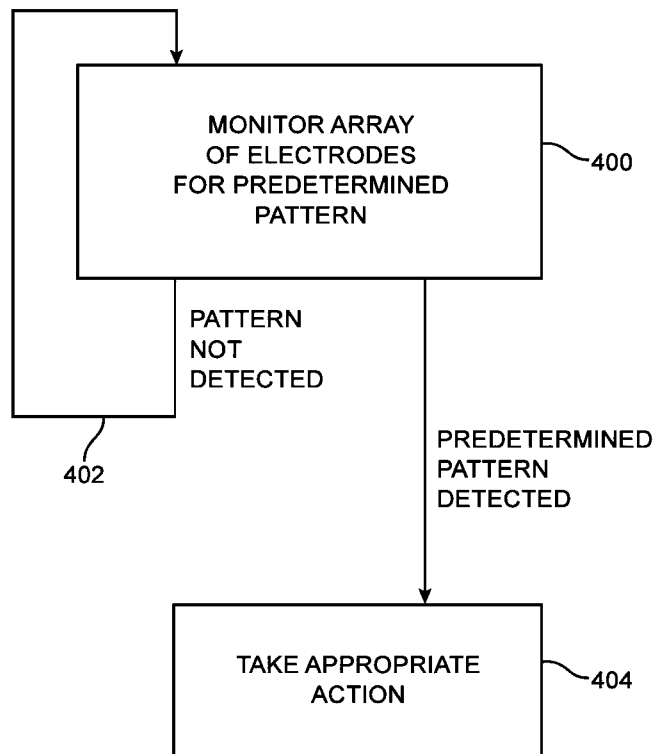 MONITOR ARRAY
OF ELECTRODES
FOR PREDETERMINED
PATTERN
400
PATTERN
NOT
DETECTED
402
PREDETERMINED
PATTERN
DETECTED
TAKE APPROPRIATE
ACTION
404